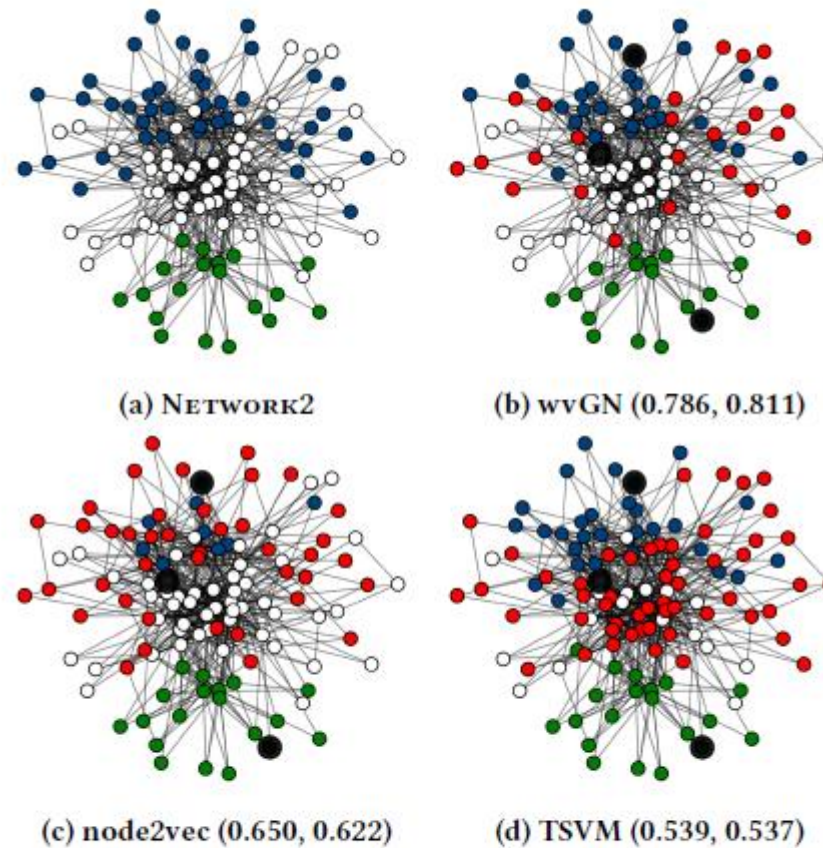 (a) Network2
(b) wvGN (0.786, 0.811)
(c) node2vec (0.650, 0.622)
(d) TSVM (0.539, 0.537)